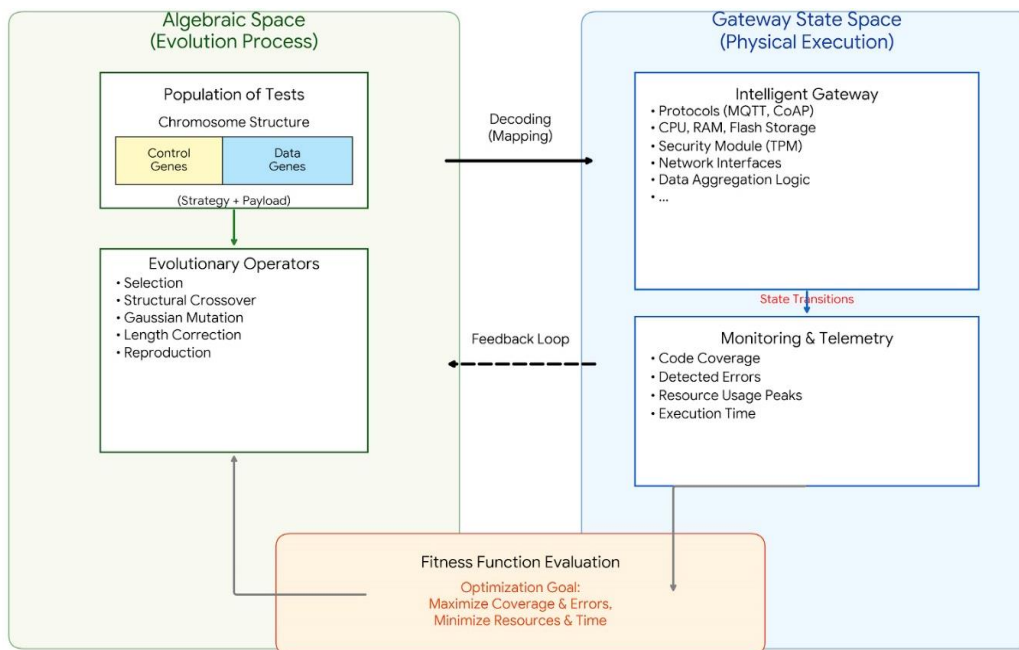 Algebraic Space
(Evolution Process)
Population of Tests
Chromosome Structure
Control
Genes
Data
Genes
(Strategy + Payload)
Evolutionary Operators
• Selection
• Structural Crossover
• Gaussian Mutation
• Length Correction
• Reproduction
Decoding
(Mapping)
Feedback Loop
Gateway State Space
(Physical Execution)
Intelligent Gateway
• Protocols (MQTT, CoAP)
• CPU, RAM, Flash Storage
• Security Module (TPM)
• Network Interfaces
• Data Aggregation Logic
• ...
State Transitions
Monitoring & Telemetry
• Code Coverage
• Detected Errors
• Resource Usage Peaks
• Execution Time
Fitness Function Evaluation
Optimization Goal:
Maximize Coverage & Errors,
Minimize Resources & Time